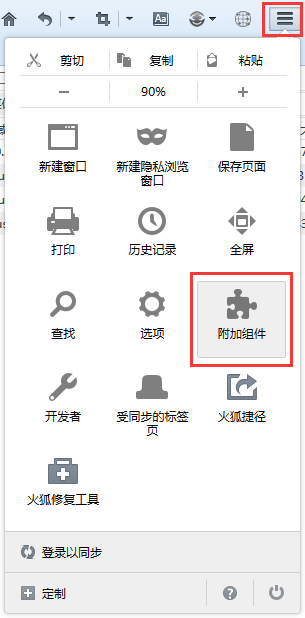 Aa
剪切 复制 粘贴
90%
新建窗口 新建隐私浏览窗口 保存页面
打印 历史记录 全屏
查找 选项 附加组件
开发者 受同步的标签页 火狐捷径
火狐修复工具
登录以同步
定制